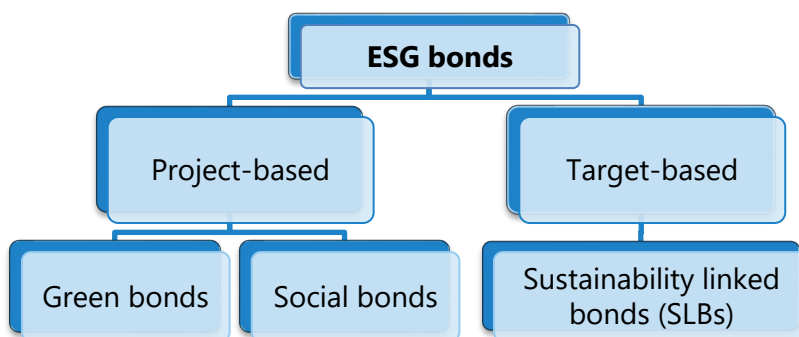 ESG bonds
Project-based
Target-based
Green bonds
Social bonds
Sustainability linked
bonds (SLBs)